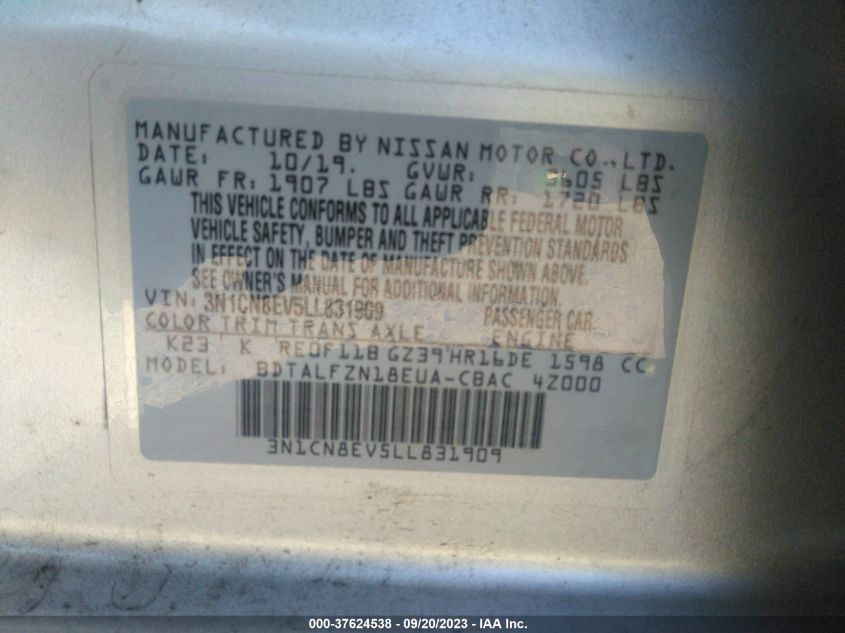 MANUFACTURED BY NISSAN MOTOR CO., LTD.
DATE: 10/19. GVWR: 3605 LBS
GAWR FR: 1907 LBS GAWR RR: 1720 LBS
THIS VEHICLE CONFORMS TO ALL APPLICABLE FEDERAL MOTOR
VEHICLE SAFETY, BUMPER AND THEFT PREVENTION STANDARDS
IN EFFECT ON THE DATE OF MANUFACTURE SHOWN ABOVE.
SEE OWNER'S MANUAL FOR ADDITIONAL INFORMATION.
VIN: 3N1CN8EV5LL831909 PASSENGER CAR.
COLOR TRIM TRANS AXLE ENGINE
K23 K RE0F11B GZ39 HR16DE 1598 CC
MODEL: BDTALFZN18EUA-CBAC 4Z000
3N1CN8EV5LL831909
000-37624538 - 09/20/2023 - IAA Inc.